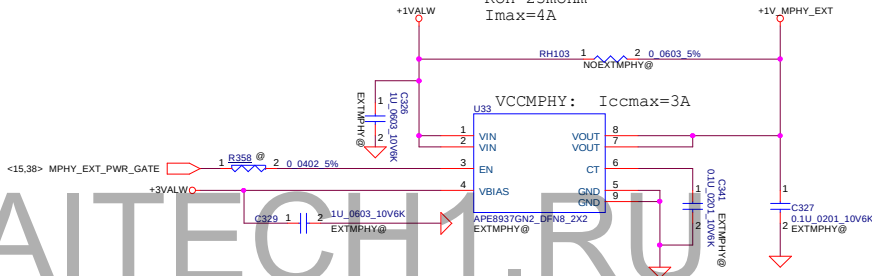 Ron 25mohm
Imax=4A
+1VALW
+1V_MPHY_EXT
RH103 1 2 0_0603_5%
NOEXTMPHY@
C326
1U_0603_10V6K
EXTMPHY@
1
2
VCCMPHY: Iccmax=3A
U33
1 VIN
2 VIN
3 EN
4 VBIAS
VOUT 8
VOUT 7
CT 6
GND 5
GND 9
APE8937GN2_DFN8_2X2
EXTMPHY@
<15,38> MPHY_EXT_PWR_GATE
1 R358 @ 2 0_0402_5%
+3VALW
C329 1 2 1U_0603_10V6K
EXTMPHY@
1
2
C341
0.1U_0201_10V6K
EXTMPHY@
1
C327
0.1U_0201_10V6K
2 EXTMPHY@
AITECH1.RU